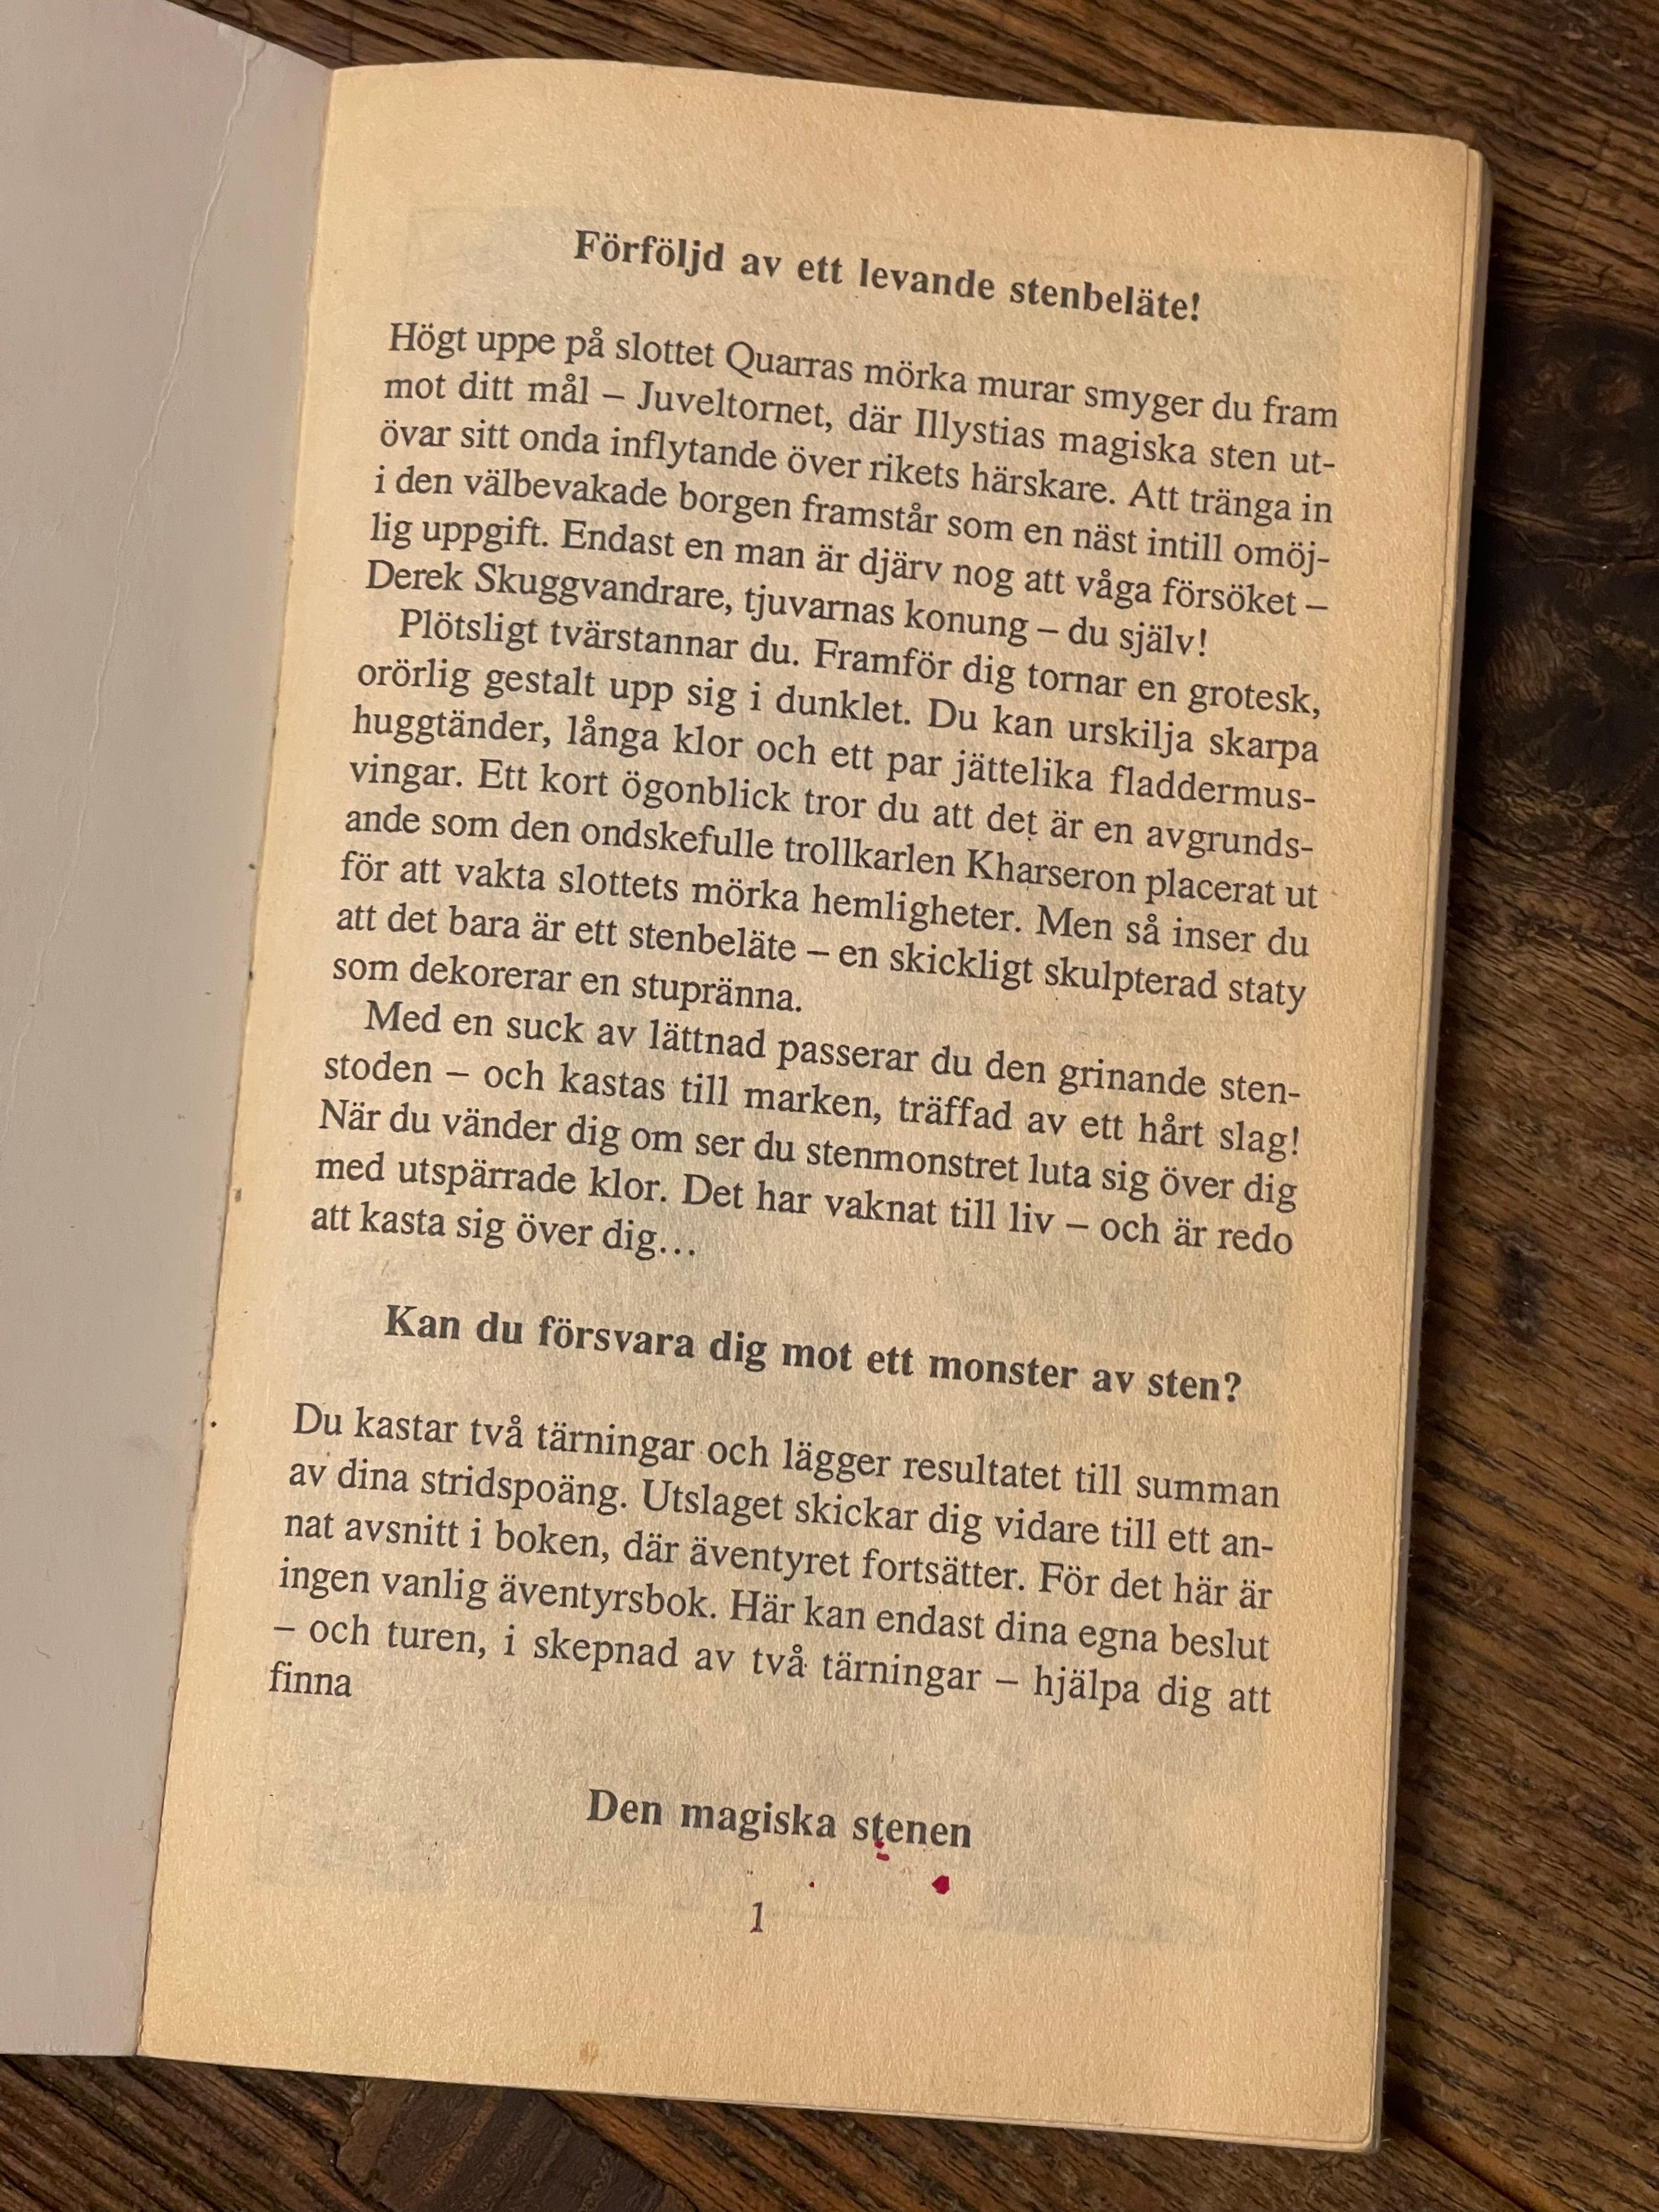 Förföljd av ett levande stenbeläte!
Högt uppe på slottet Quarras mörka murar smyger du fram
mot ditt mål – Juveltornet, där Illystias magiska sten ut-
övar sitt onda inflytande över rikets härskare. Att tränga in
i den välbevakade borgen framstår som en näst intill omöj-
lig uppgift. Endast en man är djärv nog att våga försöket –
Derek Skuggvandrare, tjuvarnas konung – du själv!
Plötsligt tvärstannar du. Framför dig tornar en grotesk,
orörlig gestalt upp sig i dunklet. Du kan urskilja skarpa
huggtänder, långa klor och ett par jättelika fladdermus-
vingar. Ett kort ögonblick tror du att det är en avgrunds-
ande som den ondskefulle trollkarlen Kharseron placerat ut
för att vakta slottets mörka hemligheter. Men så inser du
att det bara är ett stenbeläte – en skickligt skulpterad staty
som dekorerar en stupränna.
Med en suck av lättnad passerar du den grinande sten-
stoden – och kastas till marken, träffad av ett hårt slag!
När du vänder dig om ser du stenmonstret luta sig över dig
med utspärrade klor. Det har vaknat till liv – och är redo
att kasta sig över dig...
Kan du försvara dig mot ett monster av sten?
Du kastar två tärningar och lägger resultatet till summan
av dina stridspoäng. Utslaget skickar dig vidare till ett an-
nat avsnitt i boken, där äventyret fortsätter. För det här är
ingen vanlig äventyrsbok. Här kan endast dina egna beslut
– och turen, i skepnad av två tärningar – hjälpa dig att
finna
Den magiska stenen
1